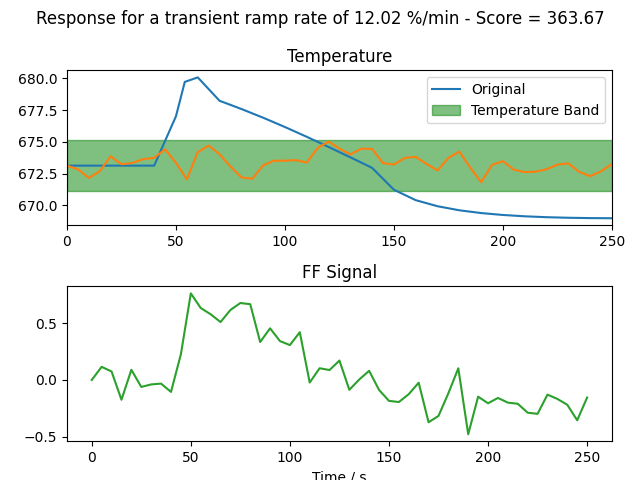 Response for a transient ramp rate of 12.02 %/min - Score = 363.67
Temperature
680.0
677.5
675.0
672.5
670.0
Original
Temperature Band
0 50 100 150 200 250
FF Signal
0.5
0.0
−0.5
0 50 100 150 200 250
Time / s